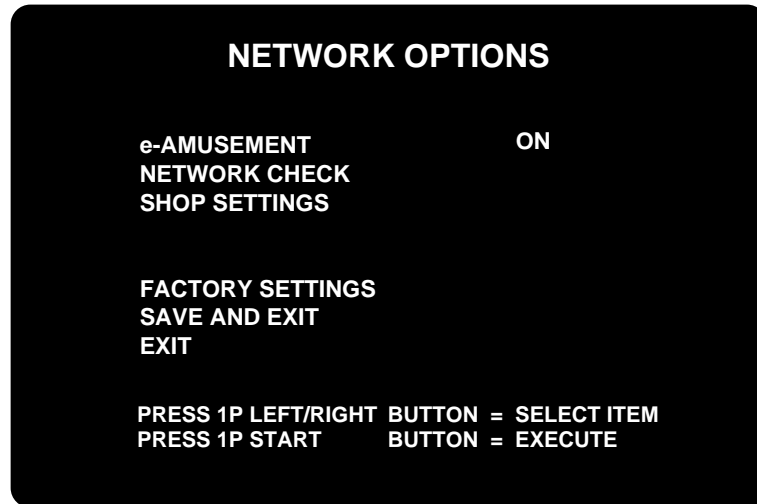 NETWORK OPTIONS
e-AMUSEMENT ON
NETWORK CHECK
SHOP SETTINGS
FACTORY SETTINGS
SAVE AND EXIT
EXIT
PRESS 1P LEFT/RIGHT BUTTON = SELECT ITEM
PRESS 1P START BUTTON = EXECUTE